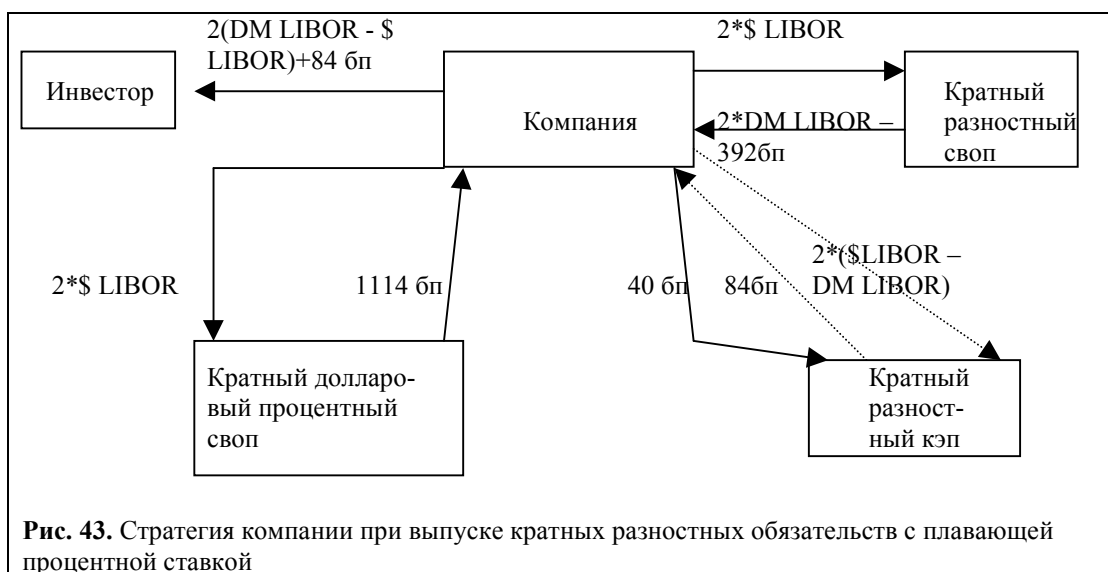 2(DM LIBOR - $
LIBOR)+84 бп
2*$ LIBOR
Инвестор
Компания
Кратный
разностный
своп
2*DM LIBOR –
392бп
2*$ LIBOR
1114 бп
40 бп
84бп
2*($LIBOR –
DM LIBOR)
Кратный долларо-
вый процентный
своп
Кратный
разност-
ный кэп
Рис. 43. Стратегия компании при выпуске кратных разностных обязательств с плавающей
процентной ставкой